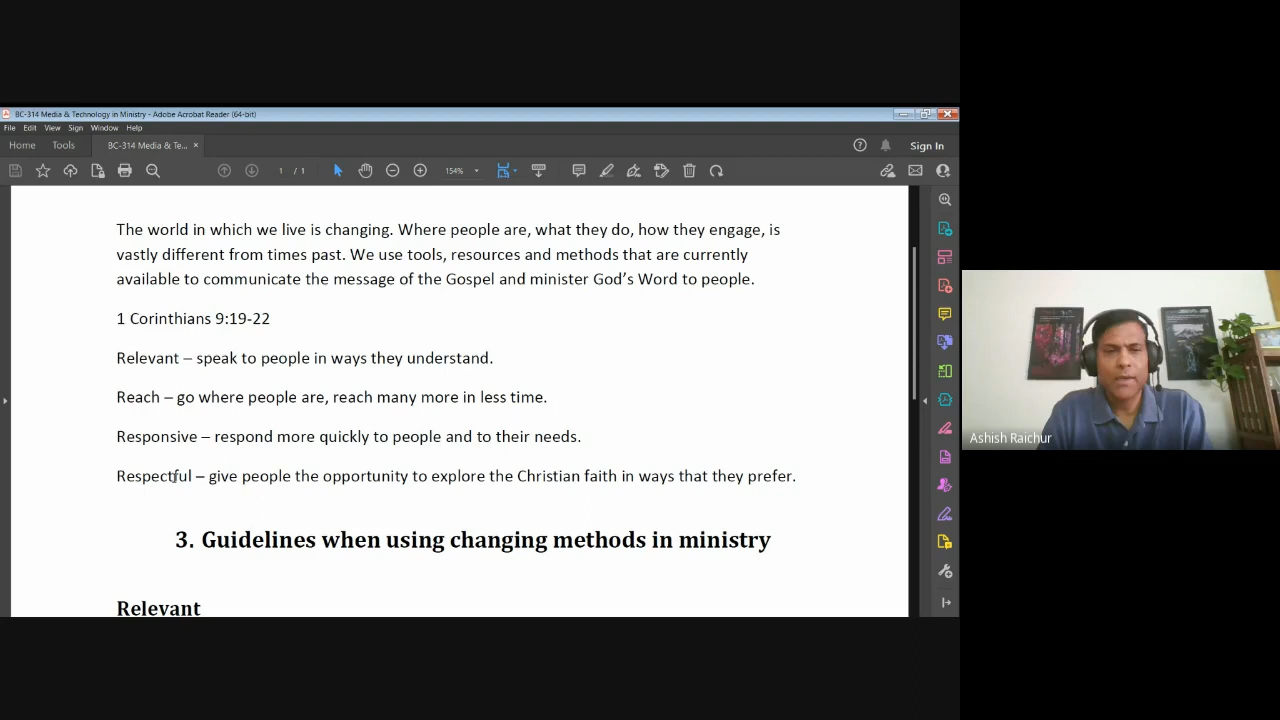 BC-314 Media & Technology in Ministry - Adobe Acrobat Reader (64-bit)
File Edit View Sign Window Help
Home Tools BC-314 Media & Te... × Sign In
1 / 1 154%
The world in which we live is changing. Where people are, what they do, how they engage, is
vastly different from times past. We use tools, resources and methods that are currently
available to communicate the message of the Gospel and minister God’s Word to people.
1 Corinthians 9:19-22
Relevant – speak to people in ways they understand.
Reach – go where people are, reach many more in less time.
Responsive – respond more quickly to people and to their needs.
Respectful – give people the opportunity to explore the Christian faith in ways that they prefer.
3. Guidelines when using changing methods in ministry
Relevant
Ashish Raichur